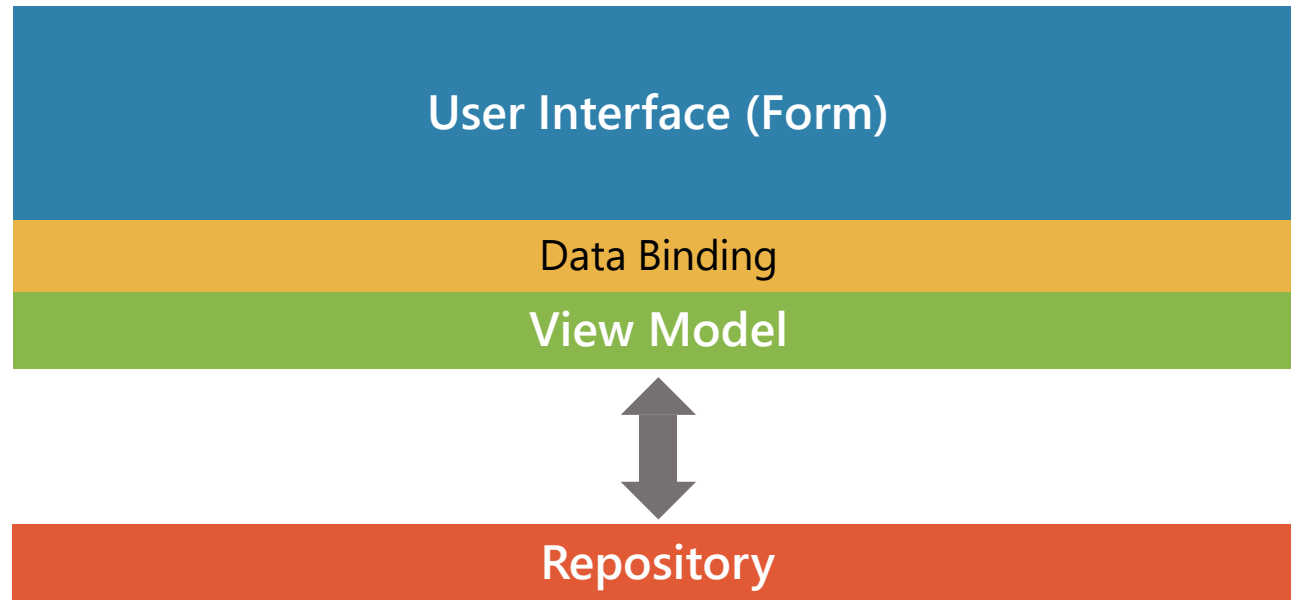 User Interface (Form)
Data Binding
View Model
Repository